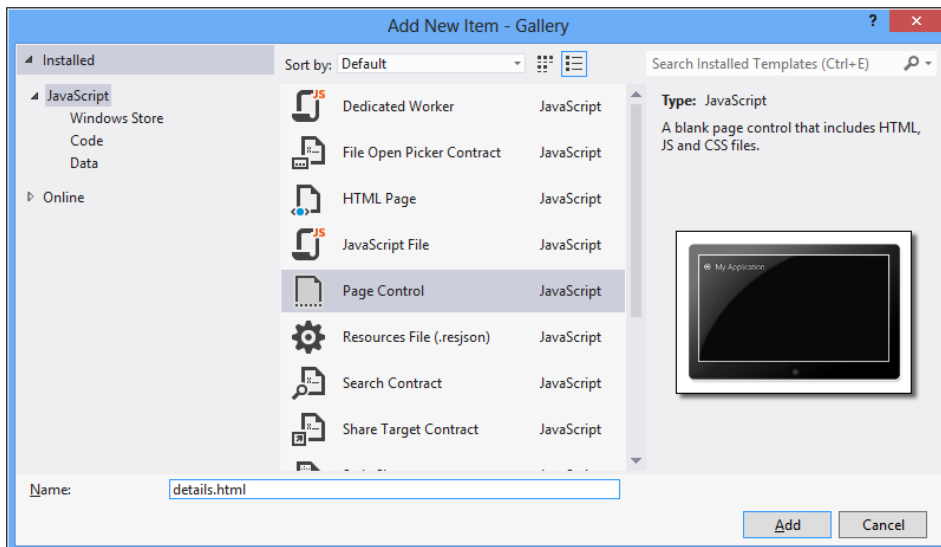 Add New Item - Gallery
?
Installed
JavaScript
Windows Store
Code
Data
Online
Sort by: Default
Dedicated Worker JavaScript
File Open Picker Contract JavaScript
HTML Page JavaScript
JavaScript File JavaScript
Page Control JavaScript
Resources File (.resjson) JavaScript
Search Contract JavaScript
Share Target Contract JavaScript
Search Installed Templates (Ctrl+E)
Type: JavaScript
A blank page control that includes HTML,
JS and CSS files.
My Application
Name: details.html
Add Cancel